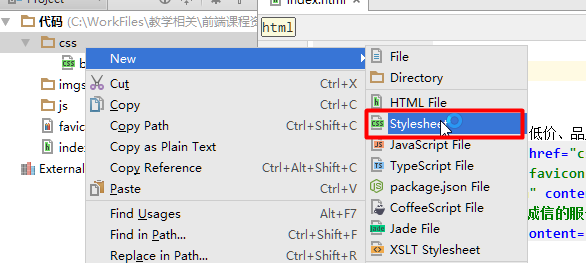 Project
index.html
代码 (C:\WorkFiles\教学相关\前端课程资
html
css
b
imgs
js
favic
index
External
New
Cut Ctrl+X
Copy Ctrl+C
Copy Path Ctrl+Shift+C
Copy as Plain Text
Copy Reference Ctrl+Alt+Shift+C
Paste Ctrl+V
Find Usages Alt+F7
Find in Path... Ctrl+Shift+F
Replace in Path... Ctrl+Shift+R
File
Directory
HTML File
Stylesheet
JavaScript File
TypeScript File
package.json File
CoffeeScript File
Jade File
XSLT Stylesheet
低价、品
href="c
favicon
" conten
诚信的服
ontent=